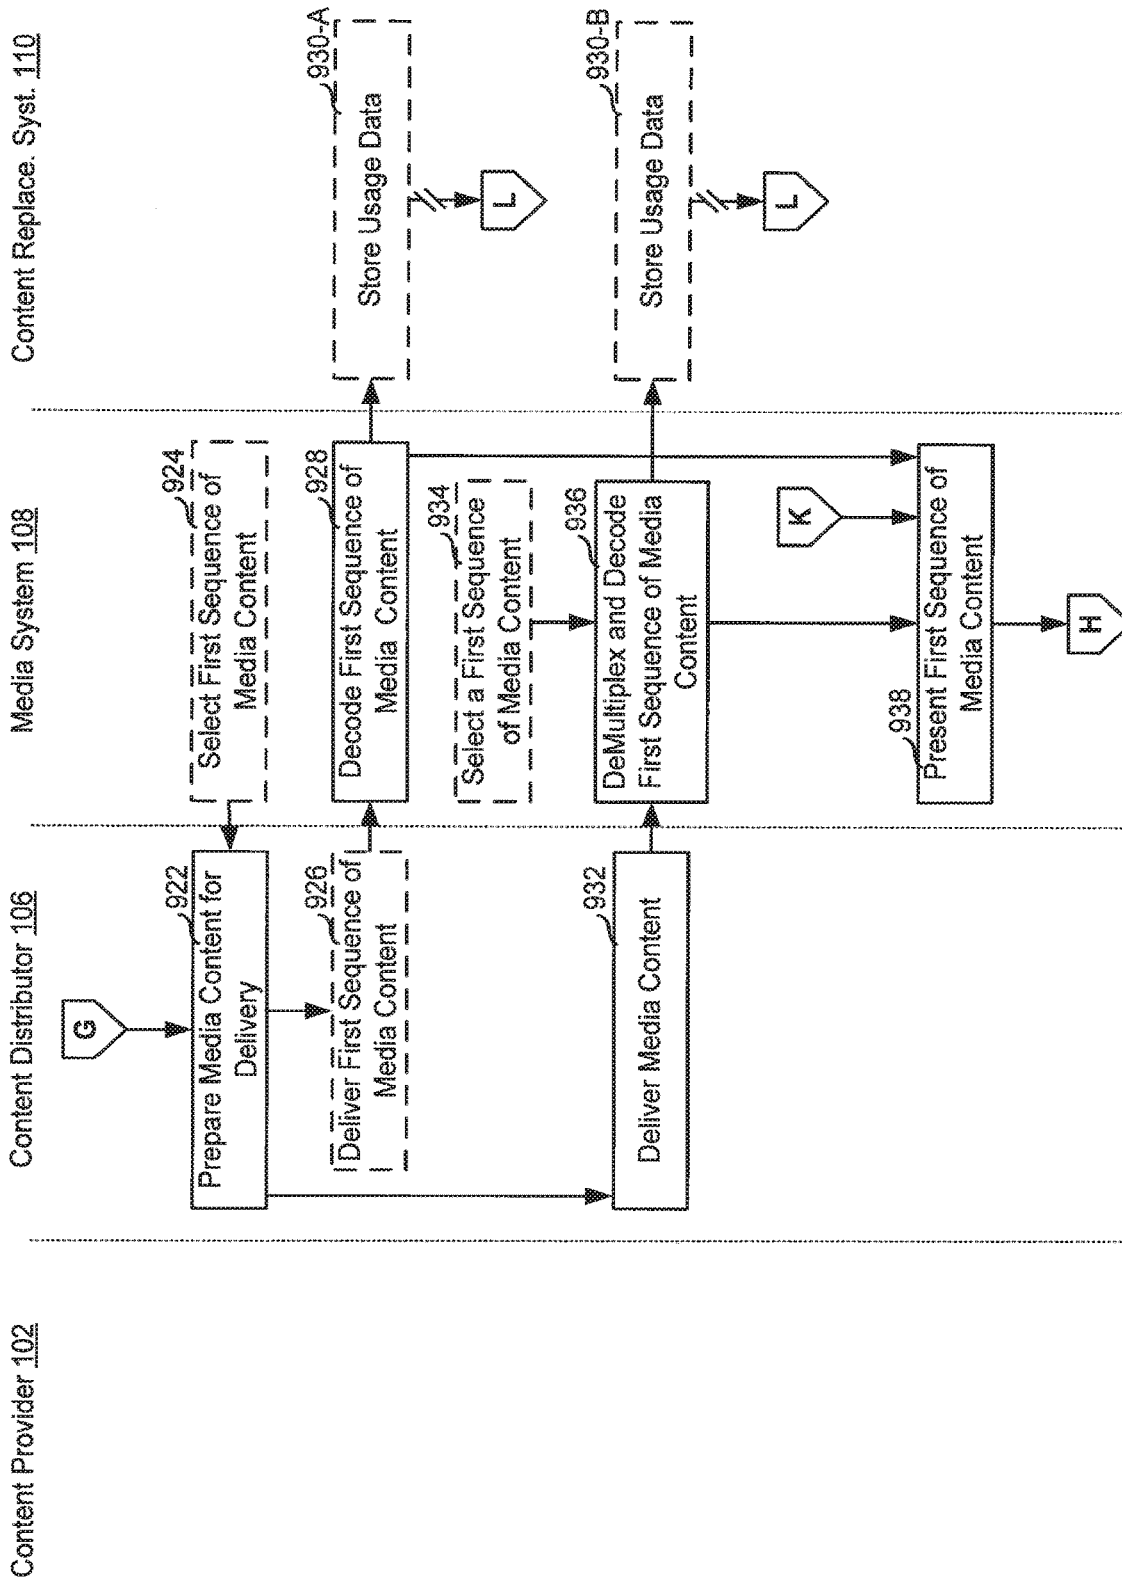 Content Provider 102
Content Distributor 106
Media System 108
Content Replace. Syst. 110
G
922
Prepare Media Content for
Delivery
924
Select First Sequence of
Media Content
926
Deliver First Sequence of
Media Content
928
Decode First Sequence of
Media Content
930-A
Store Usage Data
L
934
Select a First Sequence
of Media Content
932
Deliver Media Content
936
DeMultiplex and Decode
First Sequence of Media
Content
930-B
Store Usage Data
L
K
938
Present First Sequence of
Media Content
H